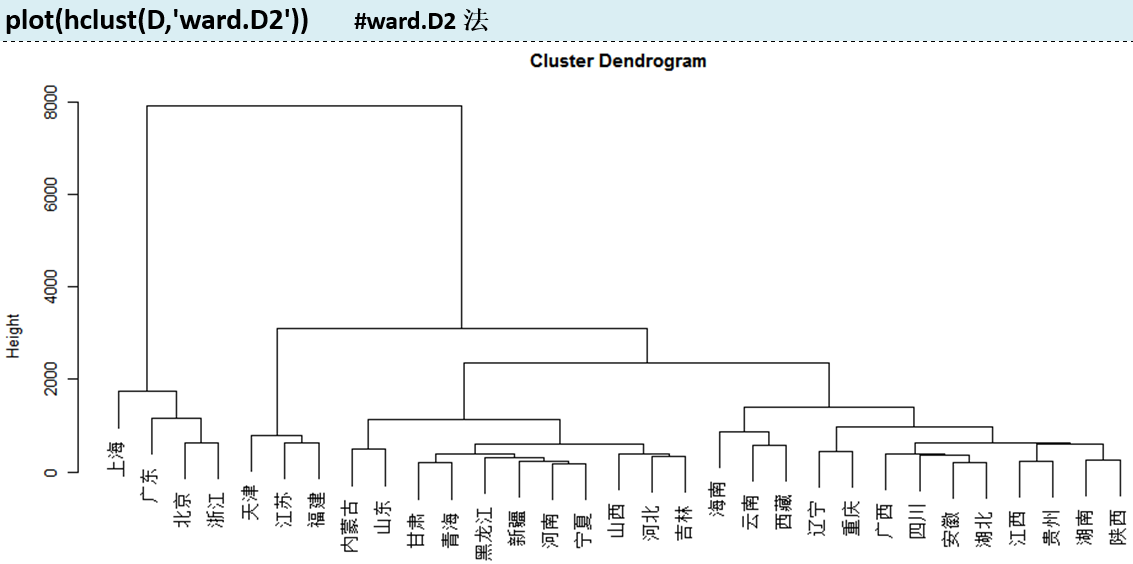 plot(hclust(D,'ward.D2')) #ward.D2 法
Cluster Dendrogram
Height
8000
6000
4000
2000
0
上海
广东
北京
浙江
天津
江苏
福建
内蒙古
山东
甘肃
青海
黑龙江
新疆
河南
宁夏
山西
河北
吉林
海南
云南
西藏
辽宁
重庆
广西
四川
安徽
湖北
江西
贵州
湖南
陕西